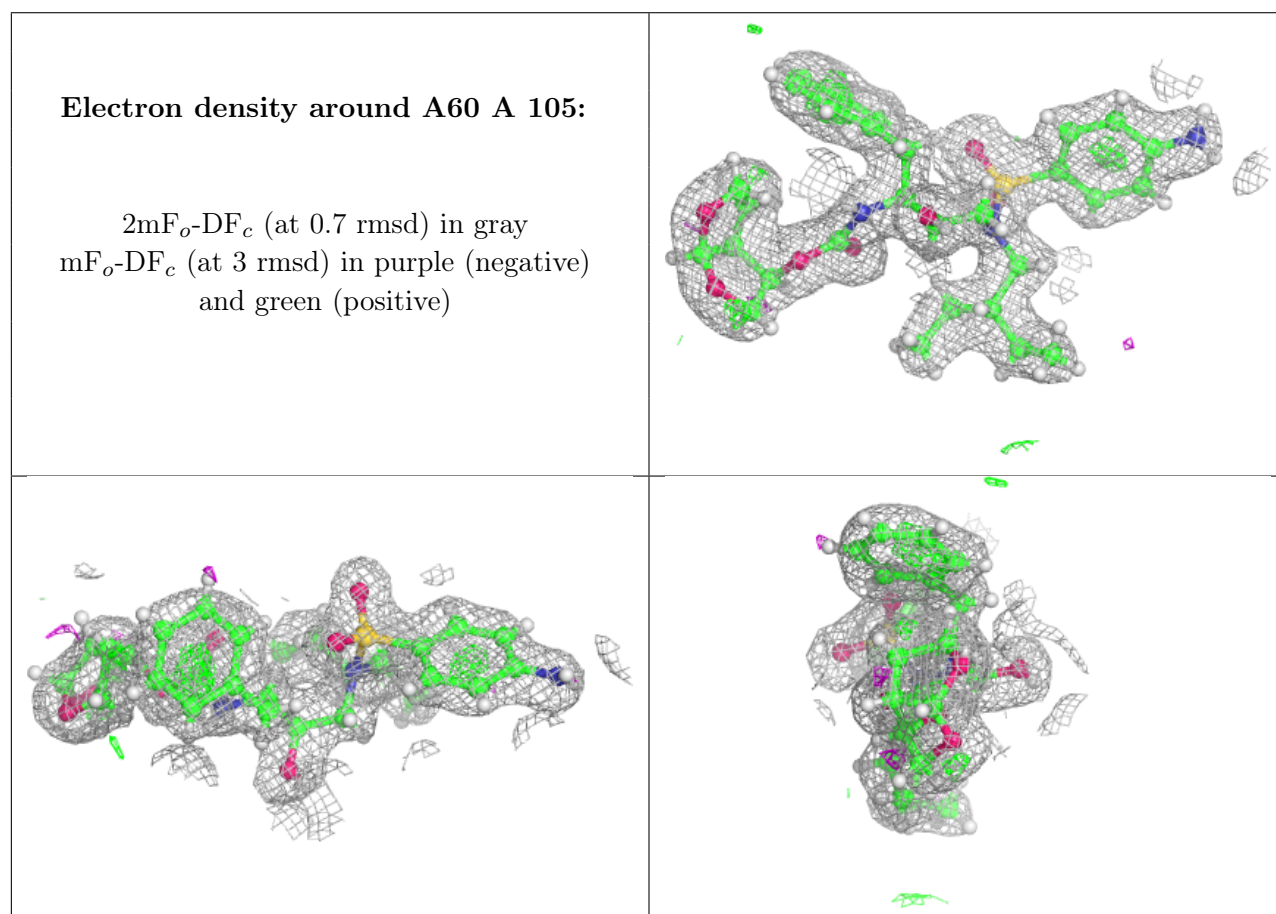 Electron density around A60 A 105:
2mFo-DFc (at 0.7 rmsd) in gray
mFo-DFc (at 3 rmsd) in purple (negative)
and green (positive)